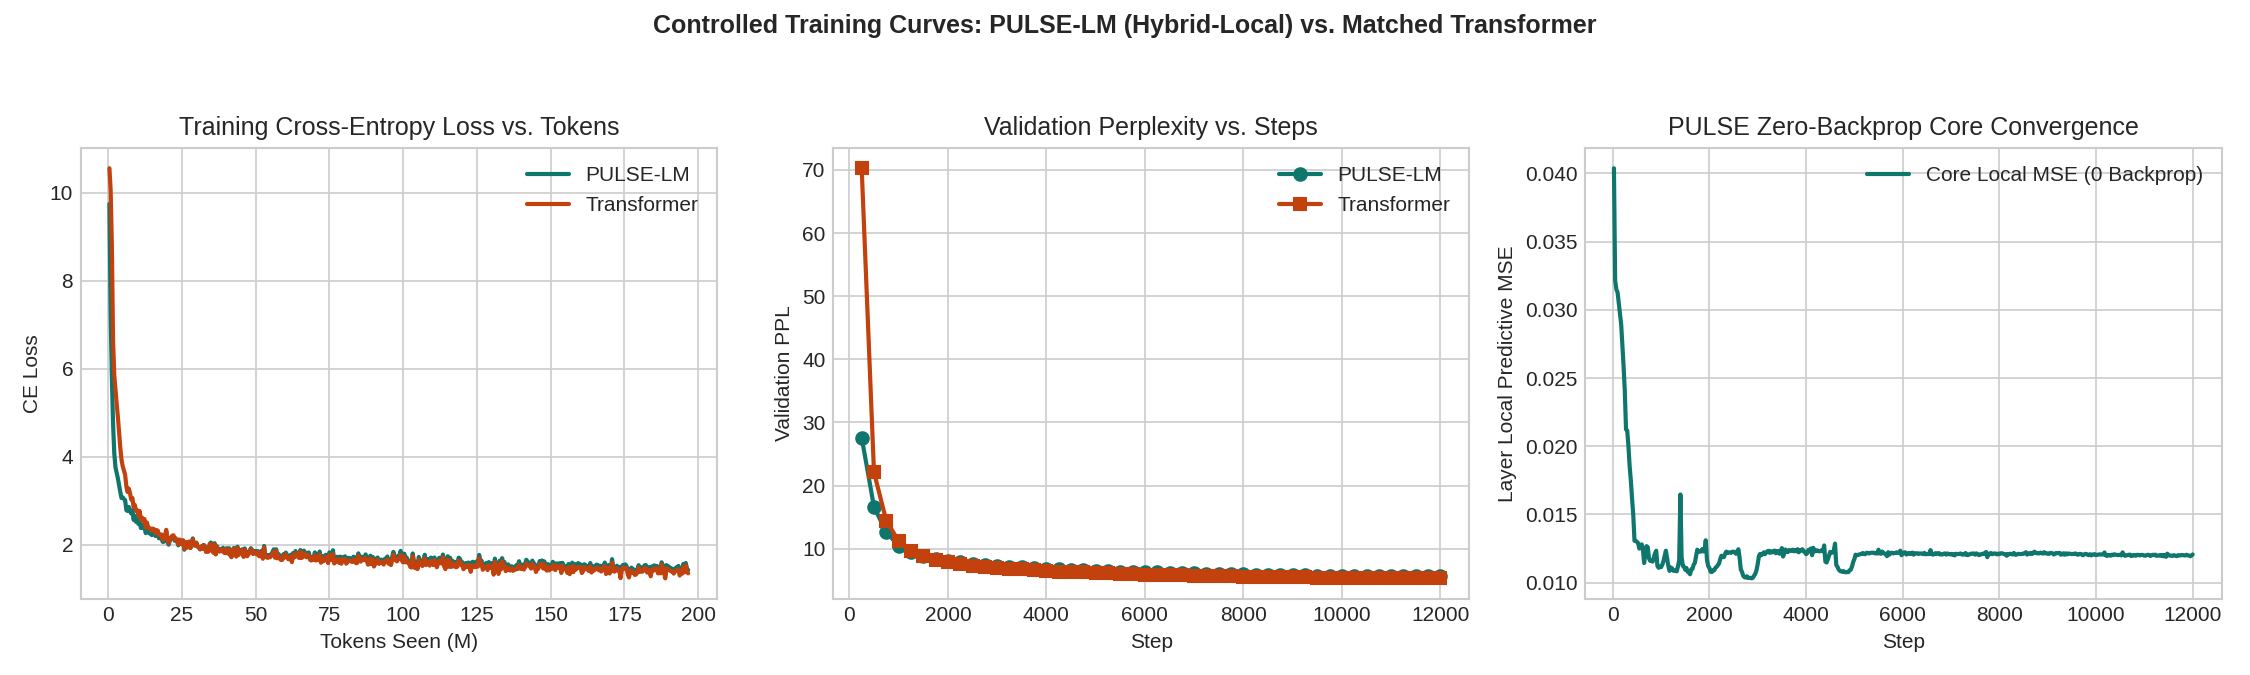 Controlled Training Curves: PULSE-LM (Hybrid-Local) vs. Matched Transformer
Training Cross-Entropy Loss vs. Tokens
CE Loss
10
8
6
4
2
PULSE-LM
Transformer
0
25
50
75
100
125
150
175
200
Tokens Seen (M)
Validation Perplexity vs. Steps
Validation PPL
70
60
50
40
30
20
10
PULSE-LM
Transformer
0
2000
4000
6000
8000
10000
12000
Step
PULSE Zero-Backprop Core Convergence
Layer Local Predictive MSE
0.040
0.035
0.030
0.025
0.020
0.015
0.010
Core Local MSE (0 Backprop)
0
2000
4000
6000
8000
10000
12000
Step